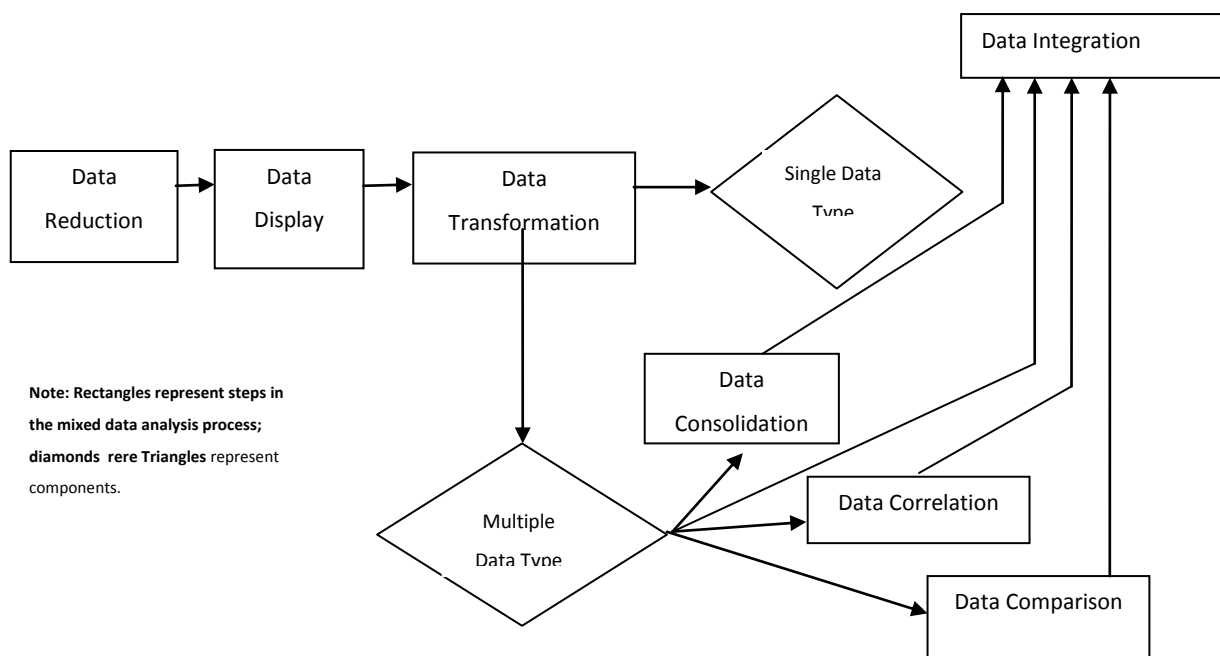 Data Integration
Data
Reduction
Data
Display
Data
Transformation
Single Data
Type
Note: Rectangles represent steps in
the mixed data analysis process;
diamonds rere Triangles represent
components.
Data
Consolidation
Data Correlation
Multiple
Data Type
Data Comparison